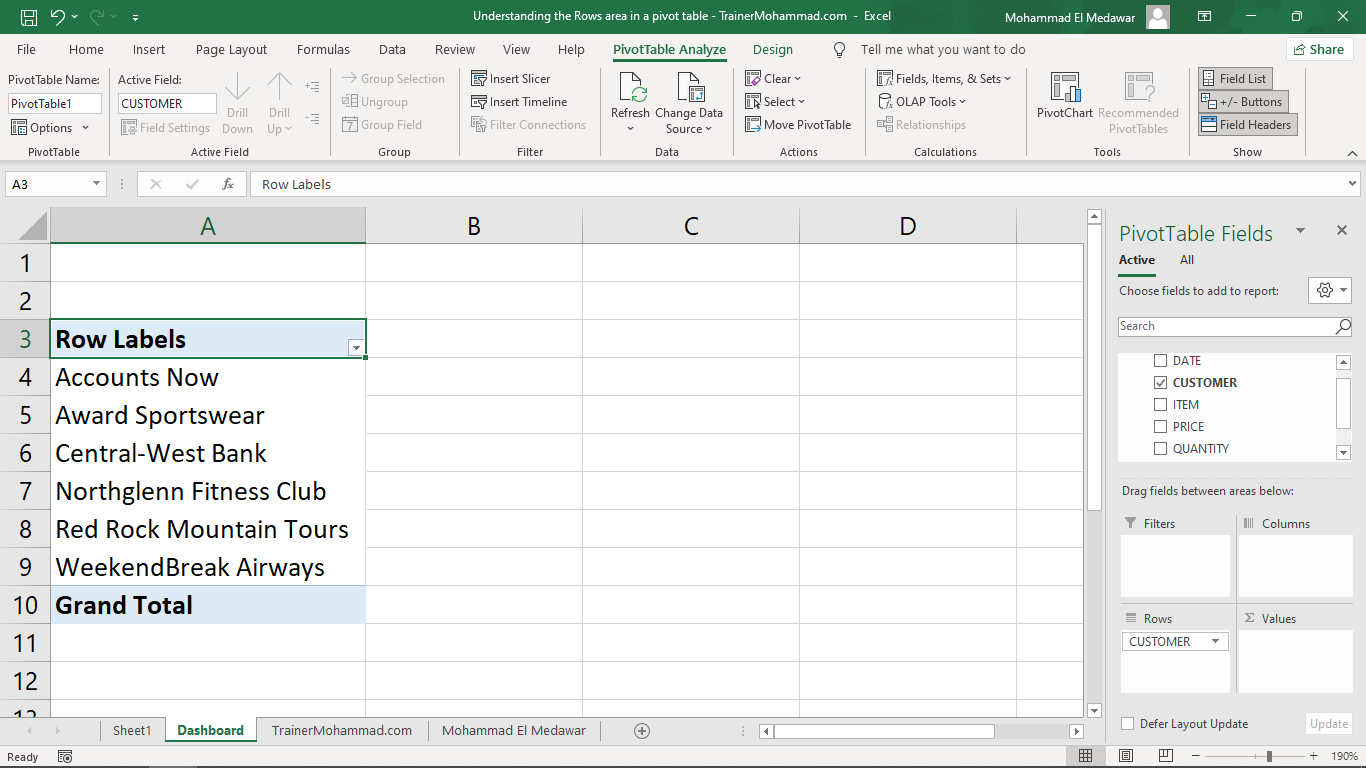 Understanding the Rows area in a pivot table - TrainerMohammad.com - Excel
Mohammad El Medawar
File Home Insert Page Layout Formulas Data Review View Help PivotTable Analyze Design Tell me what you want to do Share
PivotTable Name:
PivotTable1
Options
PivotTable
Active Field:
CUSTOMER
Field Settings
Drill Down
Drill Up
Active Field
Group Selection
Ungroup
Group Field
Group
Insert Slicer
Insert Timeline
Filter Connections
Filter
Refresh
Change Data
Source
Data
Clear
Select
Move PivotTable
Actions
Fields, Items, & Sets
OLAP Tools
Relationships
Calculations
PivotChart
Recommended
PivotTables
Tools
Field List
+/- Buttons
Field Headers
Show
A3
fx
Row Labels
A B C D
1
2
3 Row Labels
4 Accounts Now
5 Award Sportswear
6 Central-West Bank
7 Northglenn Fitness Club
8 Red Rock Mountain Tours
9 WeekendBreak Airways
10 Grand Total
11
12
13
PivotTable Fields
Active All
Choose fields to add to report:
Search
DATE
CUSTOMER
ITEM
PRICE
QUANTITY
Drag fields between areas below:
Filters
Columns
Rows
Σ Values
CUSTOMER
Defer Layout Update
Update
Sheet1 Dashboard TrainerMohammad.com Mohammad El Medawar
Ready
190%